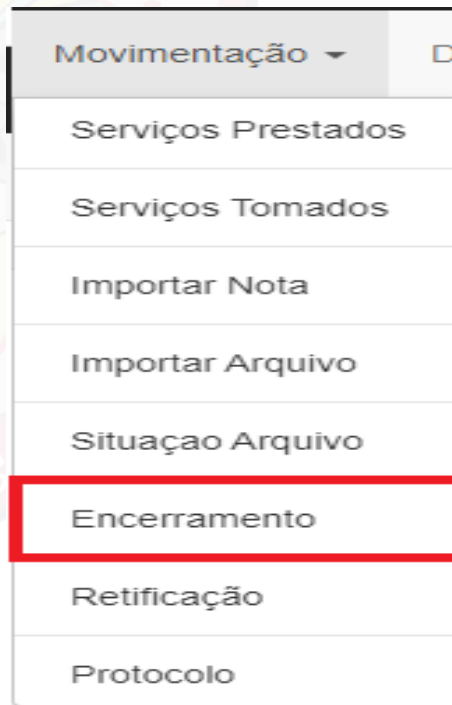 Movimentação
Serviços Prestados
Serviços Tomados
Importar Nota
Importar Arquivo
Situaçao Arquivo
Encerramento
Retificação
Protocolo